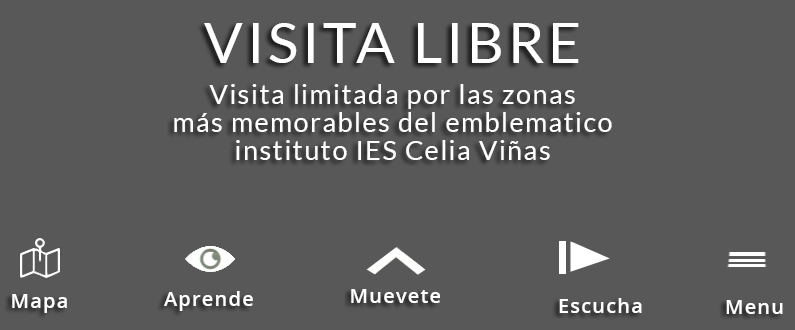 VISITA LIBRE
Visita limitada por las zonas
más memorables del emblematico
instituto IES Celia Viñas
Mapa
Aprende
Muevete
Escucha
Menu